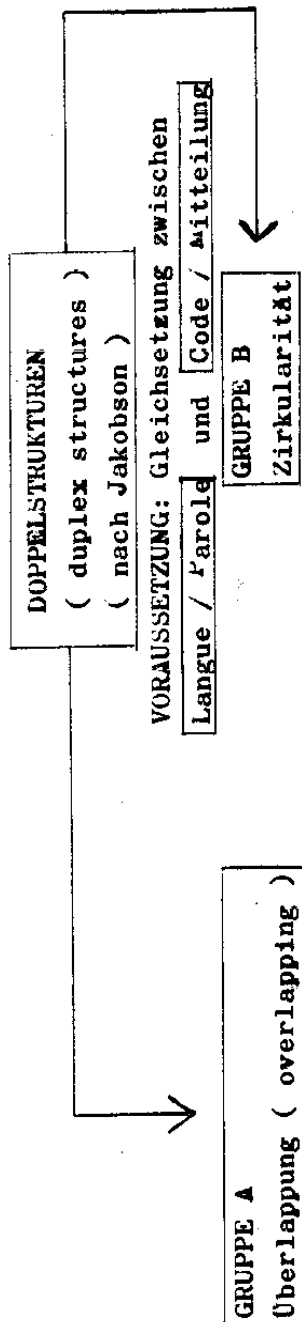 DOPPELSTRUKTUREN
( duplex structures )
( nach Jakobson )
VORAUSSETZUNG: Gleichsetzung zwischen
Langue / Parole und Code / Mitteilung
GRUPPE A
Überlappung ( overlapping )
GRUPPE B
Zirkularität